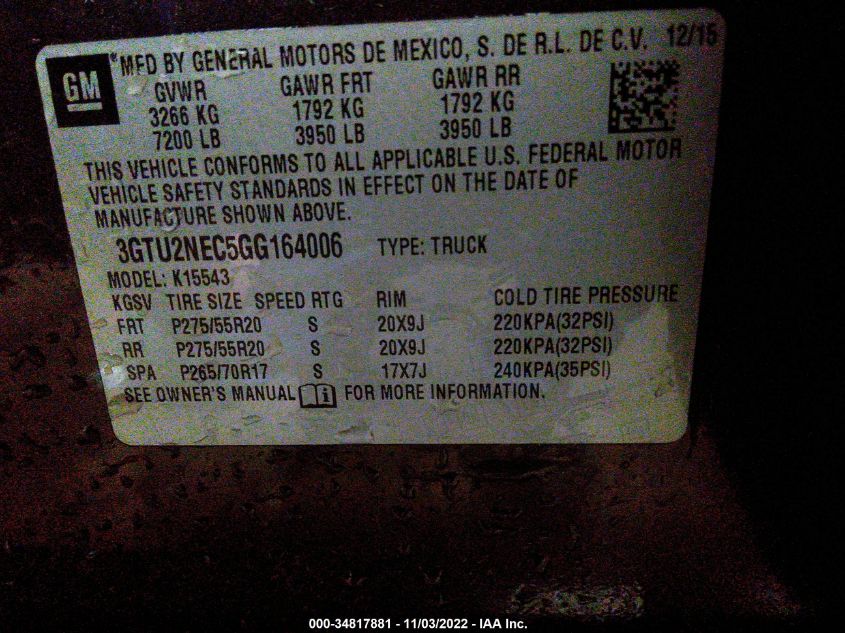 GM
*MFD BY GENERAL MOTORS DE MEXICO, S. DE R.L. DE C.V. 12/15
GVWR GAWR FRT GAWR RR
3266 KG 1792 KG 1792 KG
7200 LB 3950 LB 3950 LB
THIS VEHICLE CONFORMS TO ALL APPLICABLE U.S. FEDERAL MOTOR
VEHICLE SAFETY STANDARDS IN EFFECT ON THE DATE OF
MANUFACTURE SHOWN ABOVE.
3GTU2NEC5GG164006 TYPE: TRUCK
MODEL: K15543
KGSV TIRE SIZE SPEED RTG RIM COLD TIRE PRESSURE
FRT P275/55R20 S 20X9J 220KPA(32PSI)
RR P275/55R20 S 20X9J 220KPA(32PSI)
SPA P265/70R17 S 17X7J 240KPA(35PSI)
SEE OWNER'S MANUAL FOR MORE INFORMATION.
000-34817881 - 11/03/2022 - IAA Inc.